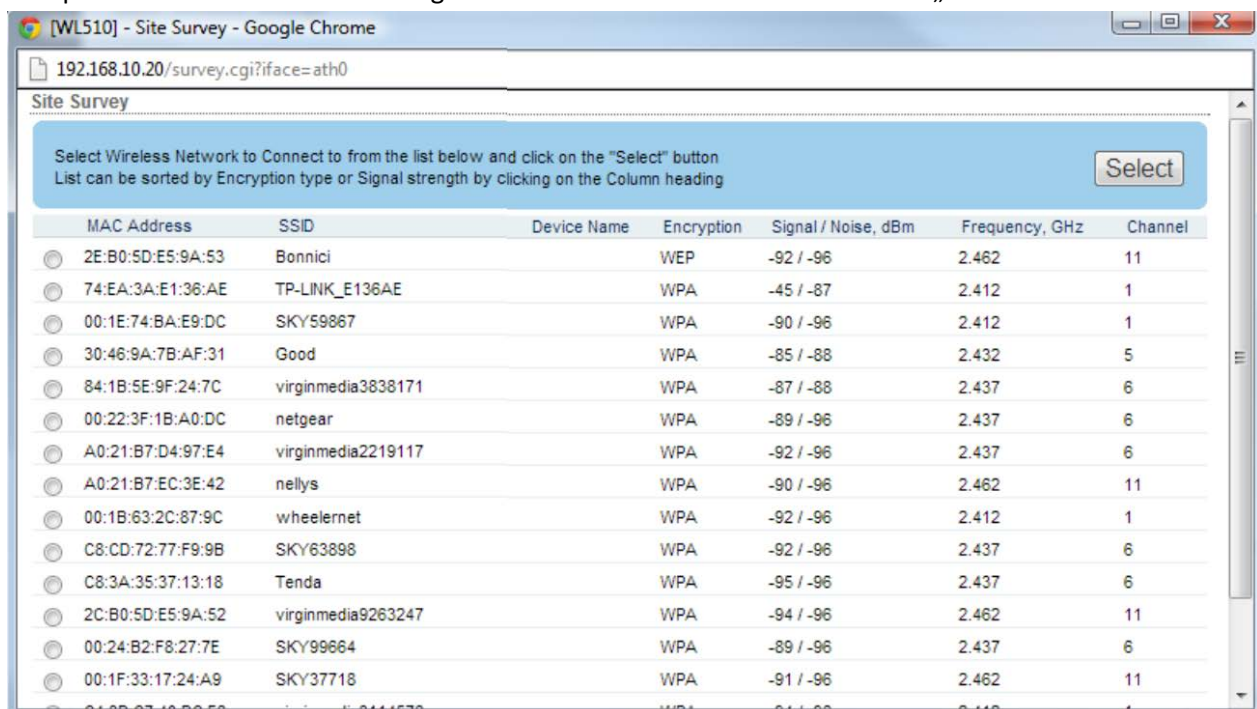 [WL510] - Site Survey - Google Chrome
192.168.10.20/survey.cgi?iface=ath0
Site Survey
Select Wireless Network to Connect to from the list below and click on the "Select" button
List can be sorted by Encryption type or Signal strength by clicking on the Column heading
Select
MAC Address SSID Device Name Encryption Signal / Noise, dBm Frequency, GHz Channel
2E:B0:5D:E5:9A:53 Bonnici WEP -92 / -96 2.462 11
74:EA:3A:E1:36:AE TP-LINK_E136AE WPA -45 / -87 2.412 1
00:1E:74:BA:E9:DC SKY59867 WPA -90 / -96 2.412 1
30:46:9A:7B:AF:31 Good WPA -85 / -88 2.432 5
84:1B:5E:9F:24:7C virginmedia3838171 WPA -87 / -88 2.437 6
00:22:3F:1B:A0:DC netgear WPA -89 / -96 2.437 6
A0:21:B7:D4:97:E4 virginmedia2219117 WPA -92 / -96 2.437 6
A0:21:B7:EC:3E:42 nellys WPA -90 / -96 2.462 11
00:1B:63:2C:87:9C wheelernet WPA -92 / -96 2.412 1
C8:CD:72:77:F9:9B SKY63898 WPA -92 / -96 2.437 6
C8:3A:35:37:13:18 Tenda WPA -95 / -96 2.437 6
2C:B0:5D:E5:9A:52 virginmedia9263247 WPA -94 / -96 2.462 11
00:24:B2:F8:27:7E SKY99664 WPA -89 / -96 2.437 6
00:1F:33:17:24:A9 SKY37718 WPA -91 / -96 2.462 11